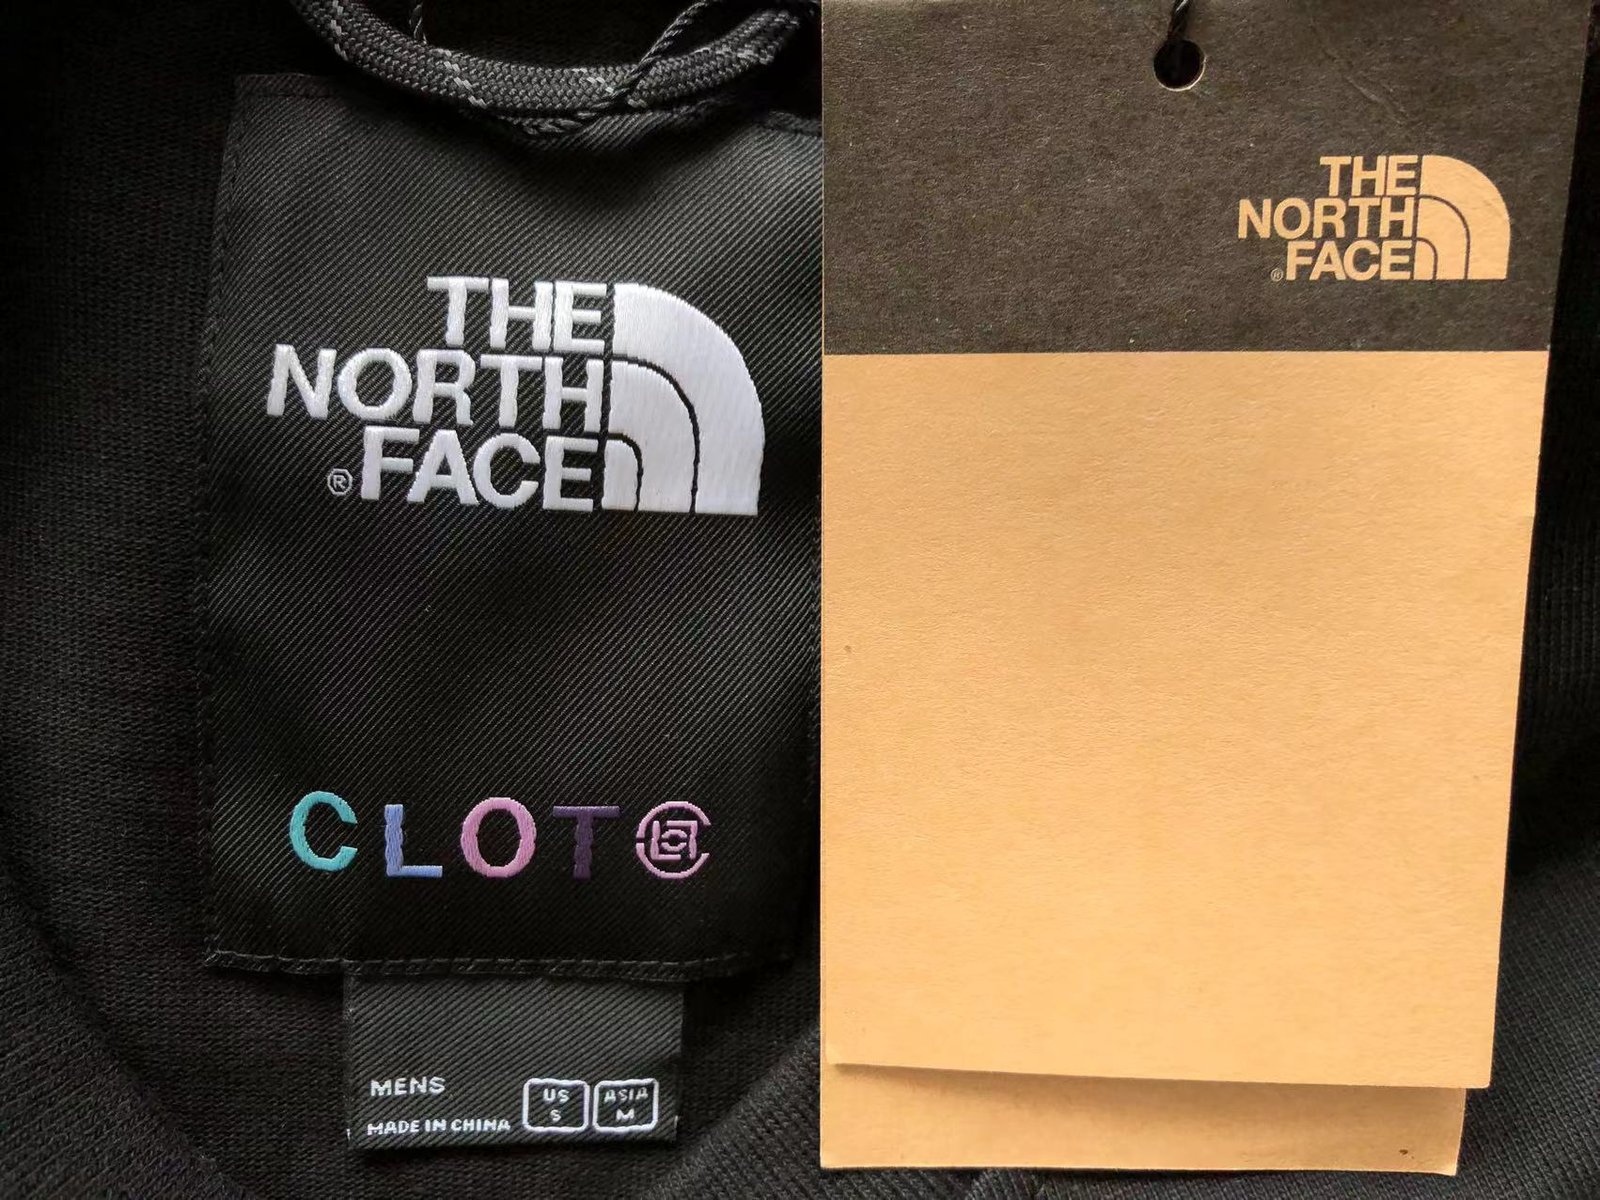 THE
NORTH
®FACE
CLOT
MENS
US
S
ASIA
M
MADE IN CHINA
THE
NORTH
®FACE